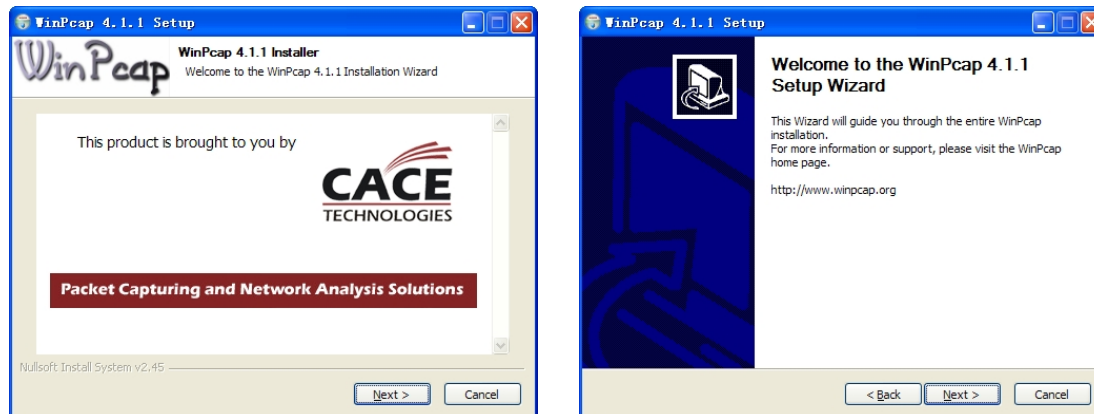 WinPcap 4.1.1 Setup
WinPcap
WinPcap 4.1.1 Installer
Welcome to the WinPcap 4.1.1 Installation Wizard
This product is brought to you by
CACE
TECHNOLOGIES
Packet Capturing and Network Analysis Solutions
Nullsoft Install System v2.45
Next >
Cancel
WinPcap 4.1.1 Setup
Welcome to the WinPcap 4.1.1
Setup Wizard
This Wizard will guide you through the entire WinPcap
installation.
For more information or support, please visit the WinPcap
home page.
http://www.winpcap.org
< Back
Next >
Cancel